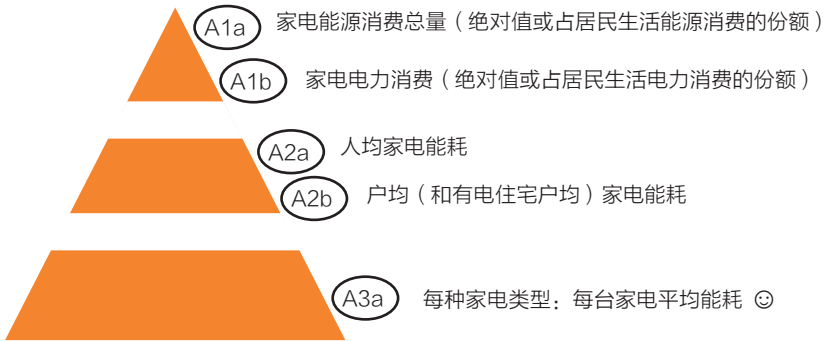 A1a 家电能源消费总量（绝对值或占居民生活能源消费的份额）
A1b 家电电力消费（绝对值或占居民生活电力消费的份额）
A2a 人均家电能耗
A2b 户均（和有电住宅户均）家电能耗
A3a 每种家电类型：每台家电平均能耗 ☺